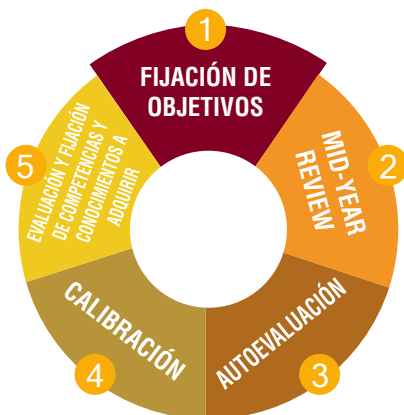 1
FIJACIÓN DE
OBJETIVOS
2
MID-YEAR
REVIEW
3
AUTOEVALUACIÓN
4
CALIBRACIÓN
5
EVALUACIÓN Y FIJACIÓN
DE COMPETENCIAS Y
CONOCIMIENTOS A
ADQUIRIR